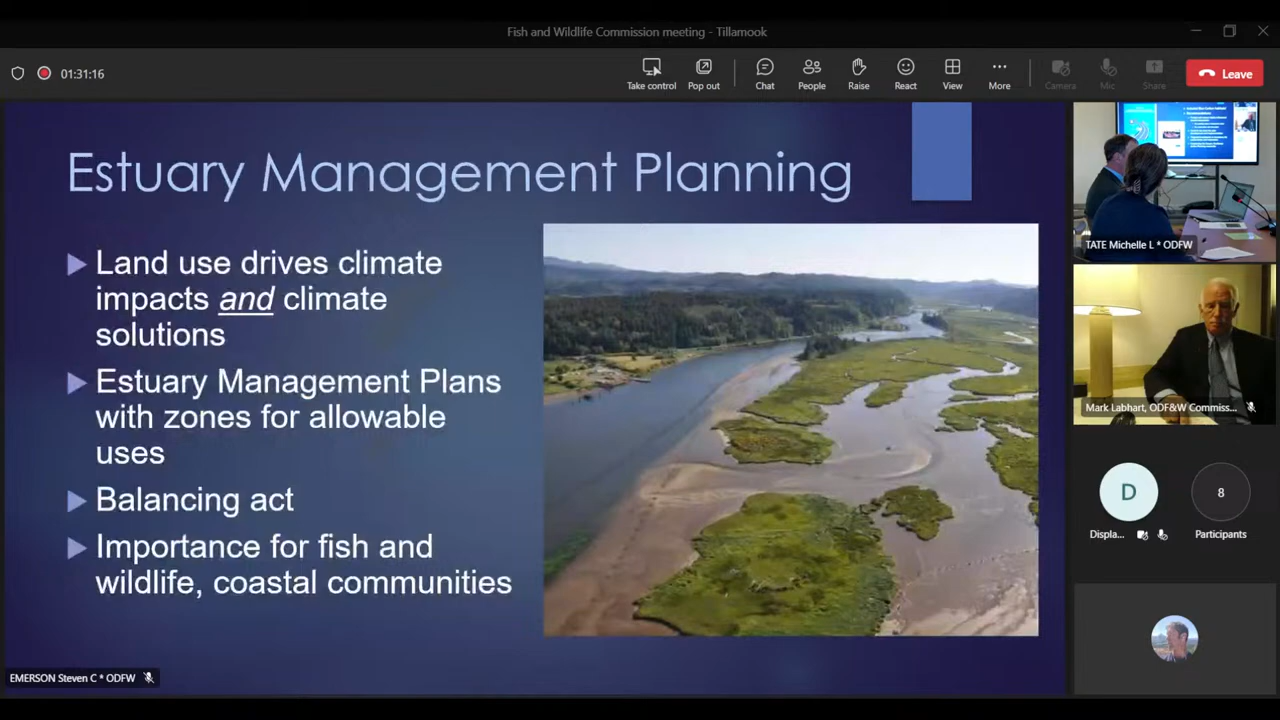 Fish and Wildlife Commission meeting - Tillamook
01:31:16
Take control
Pop out
Chat
People
Raise
React
View
More
Camera
Mic
Share
Leave
Estuary Management Planning
Land use drives climate
impacts and climate
solutions
Estuary Management Plans
with zones for allowable
uses
Balancing act
Importance for fish and
wildlife, coastal communities
EMERSON Steven C * ODFW
TATE Michelle L * ODFW
Mark Labhart, ODF&W Commiss...
D
Displa...
8
Participants